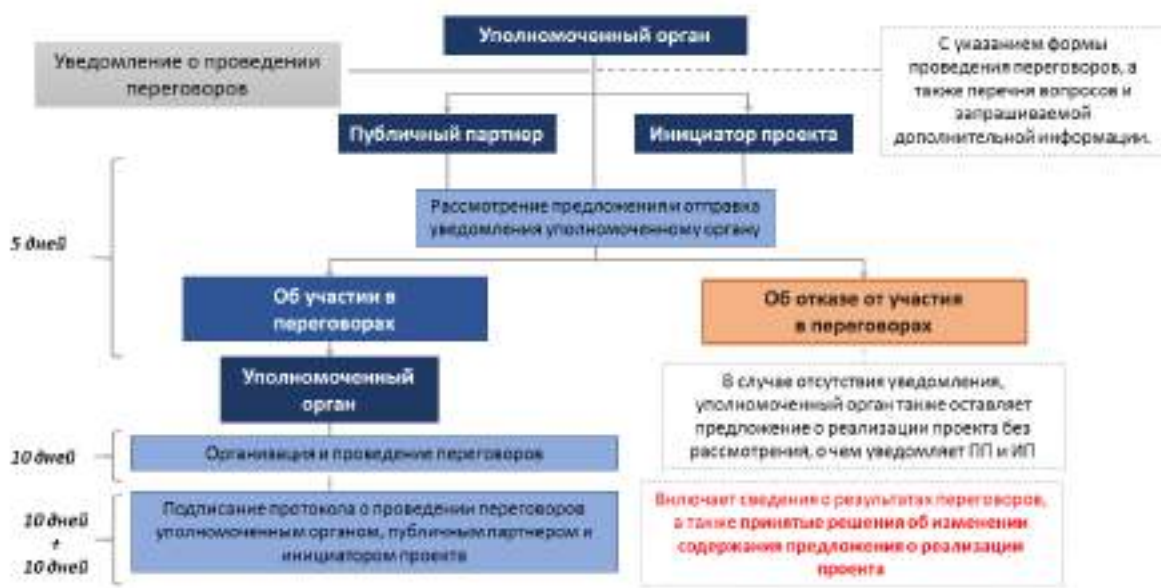 Уполномоченный орган
Уведомление о проведении
переговоров
С указанием формы
проведения переговоров, а
также перечня вопросов и
запрашиваемой
дополнительной информации.
Публичный партнер
Инициатор проекта
Рассмотрение предложения и отправка
уведомления уполномоченному органу
5 дней
Об участии в
переговорах
Об отказе от участия
в переговорах
Уполномоченный
орган
В случае отсутствия уведомления,
уполномоченный орган также оставляет
предложение о реализации проекта без
рассмотрения, о чем уведомляет ПП и ИП
10 дней
Организация и проведение переговоров
10 дней
+
10 дней
Подписание протокола о проведении переговоров
уполномоченным органом, публичным партнером и
инициатором проекта
Включает сведения о результатах переговоров,
а также принятые решения об изменении
содержания предложения о реализации
проекта